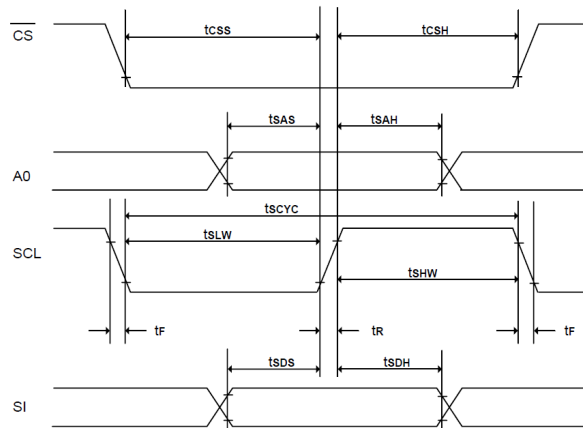 CS
tCSS
tCSH
tSAS
tSAH
A0
tSCYC
SCL
tSLW
tSHW
tF
tR
tF
tSDS
tSDH
SI